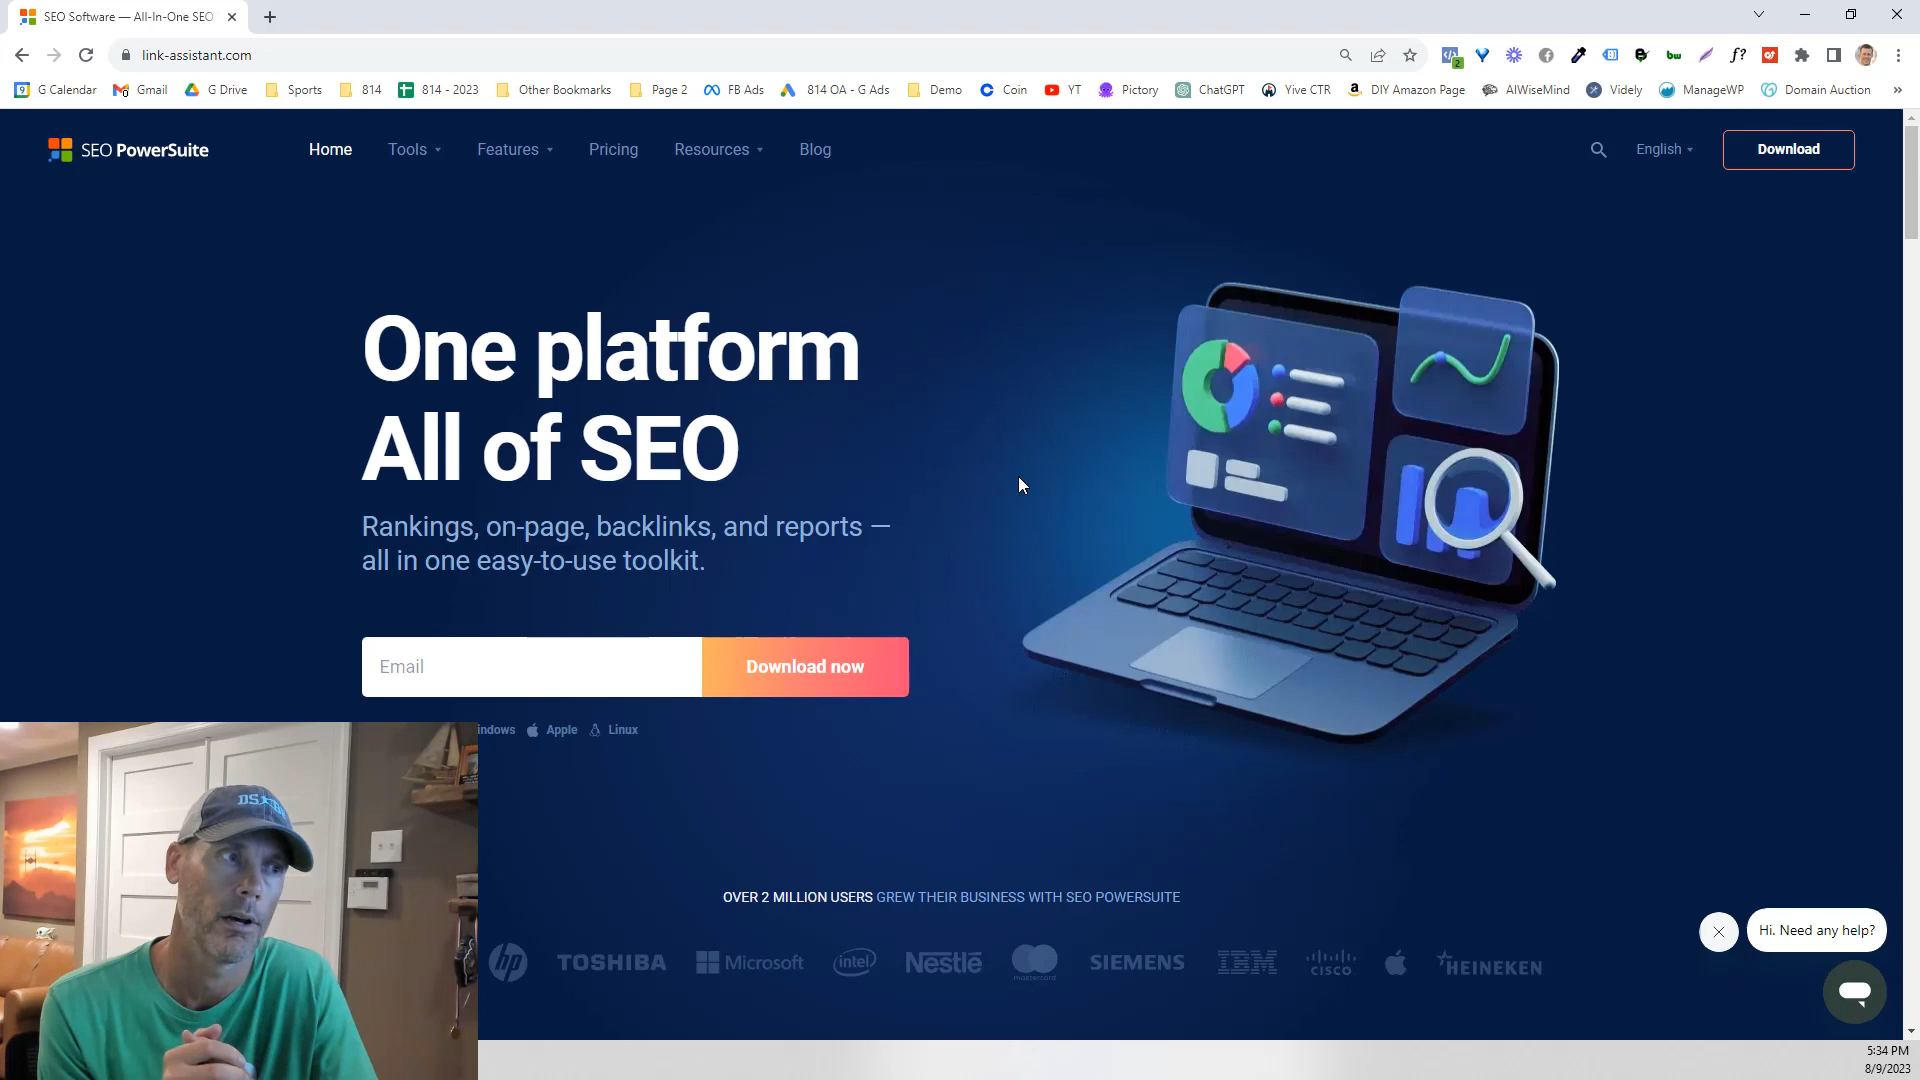 SEO Software — All-In-One SEO
link-assistant.com
2
9 G Calendar Gmail G Drive Sports 814 814 - 2023 Other Bookmarks Page 2 FB Ads 814 OA - G Ads Demo Coin YT Pictory ChatGPT Yive CTR DIY Amazon Page AIWiseMind Videly ManageWP Domain Auction »
SEO PowerSuite Home Tools Features Pricing Resources Blog English Download
One platform
All of SEO
Rankings, on-page, backlinks, and reports —
all in one easy-to-use toolkit.
Email Download now
indows Apple Linux
OVER 2 MILLION USERS GREW THEIR BUSINESS WITH SEO POWERSUITE
Hi. Need any help?
hp TOSHIBA Microsoft intel Nestlé mastercard SIEMENS IBM CISCO HEINEKEN
5:34 PM
8/9/2023